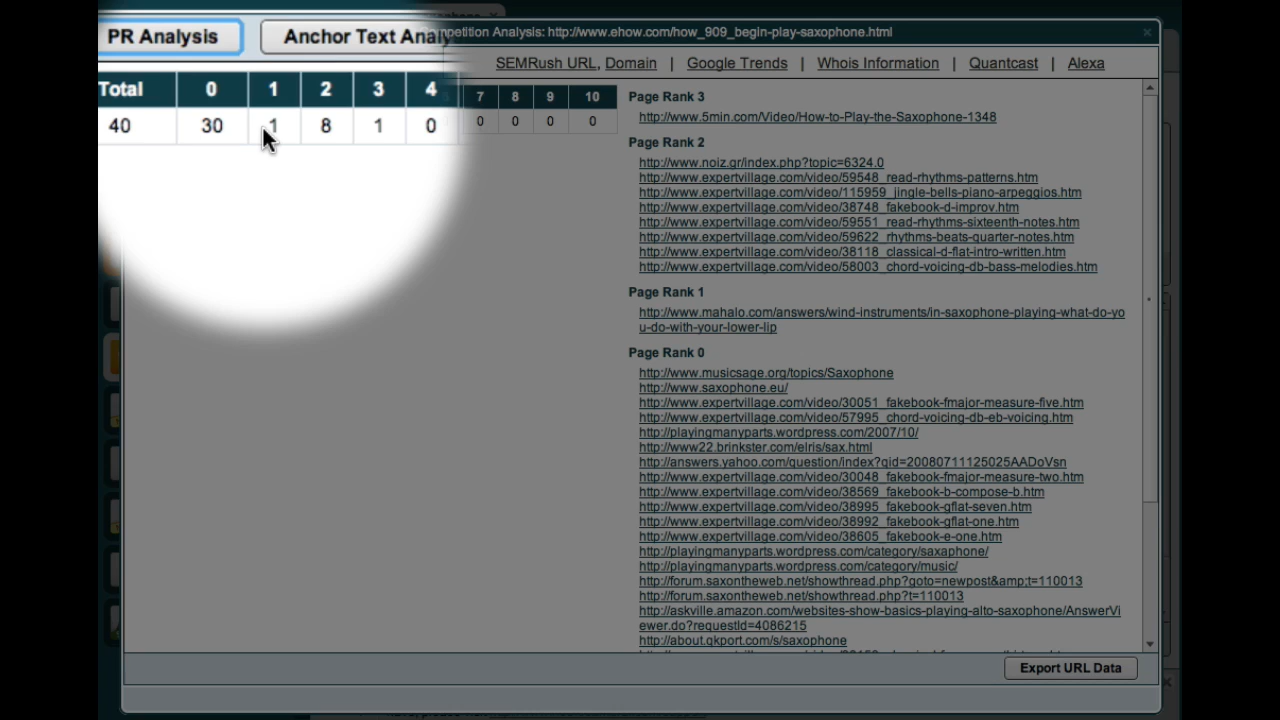 PR Analysis Anchor Text Analy
petition Analysis: http://www.ehow.com/how_909_begin-play-saxophone.html
SEMRush URL, Domain | Google Trends | Whois Information | Quantcast | Alexa
Total 0 1 2 3 4 7 8 9 10
40 30 1 8 1 0 0 0 0 0
Page Rank 3
http://www.5min.com/Video/How-to-Play-the-Saxophone-1348
Page Rank 2
http://www.noiz.gr/index.php?topic=6324.0
http://www.expertvillage.com/video/59548_read-rhythms-patterns.htm
http://www.expertvillage.com/video/115959_jingle-bells-piano-arpeggios.htm
http://www.expertvillage.com/video/38748_fakebook-d-improv.htm
http://www.expertvillage.com/video/59551_read-rhythms-sixteenth-notes.htm
http://www.expertvillage.com/video/59622_rhythms-beats-quarter-notes.htm
http://www.expertvillage.com/video/38118_classical-d-flat-intro-written.htm
http://www.expertvillage.com/video/58003_chord-voicing-db-bass-melodies.htm
Page Rank 1
http://www.mahalo.com/answers/wind-instruments/in-saxophone-playing-what-do-yo
u-do-with-your-lower-lip
Page Rank 0
http://www.musicsage.org/topics/Saxophone
http://www.saxophone.eu/
http://www.expertvillage.com/video/30051_fakebook-fmajor-measure-five.htm
http://www.expertvillage.com/video/57995_chord-voicing-db-eb-voicing.htm
http://playingmanyparts.wordpress.com/2007/10/
http://www22.brinkster.com/elris/sax.html
http://answers.yahoo.com/question/index?qid=20080711125025AADoVsn
http://www.expertvillage.com/video/30048_fakebook-fmajor-measure-two.htm
http://www.expertvillage.com/video/38569_fakebook-b-compose-b.htm
http://www.expertvillage.com/video/38995_fakebook-gflat-seven.htm
http://www.expertvillage.com/video/38992_fakebook-gflat-one.htm
http://www.expertvillage.com/video/38605_fakebook-e-one.htm
http://playingmanyparts.wordpress.com/category/saxaphone/
http://playingmanyparts.wordpress.com/category/music/
http://forum.saxontheweb.net/showthread.php?goto=newpost&amp;t=110013
http://forum.saxontheweb.net/showthread.php?t=110013
http://askville.amazon.com/websites-show-basics-playing-alto-saxophone/AnswerVi
ewer.do?requestId=4086215
http://about.qkport.com/s/saxophone
Export URL Data